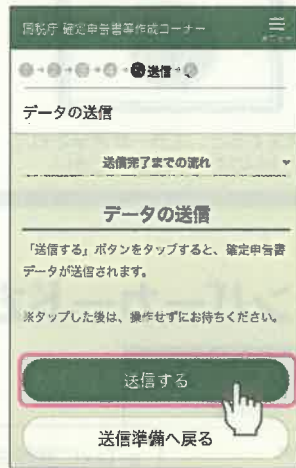 国税庁 確定申告書等作成コーナー
メニュー
送信
データの送信
送信完了までの流れ
データの送信
「送信する」ボタンをタップすると、確定申告書
データが送信されます。
※タップした後は、操作せずにお待ちください。
送信する
送信準備へ戻る